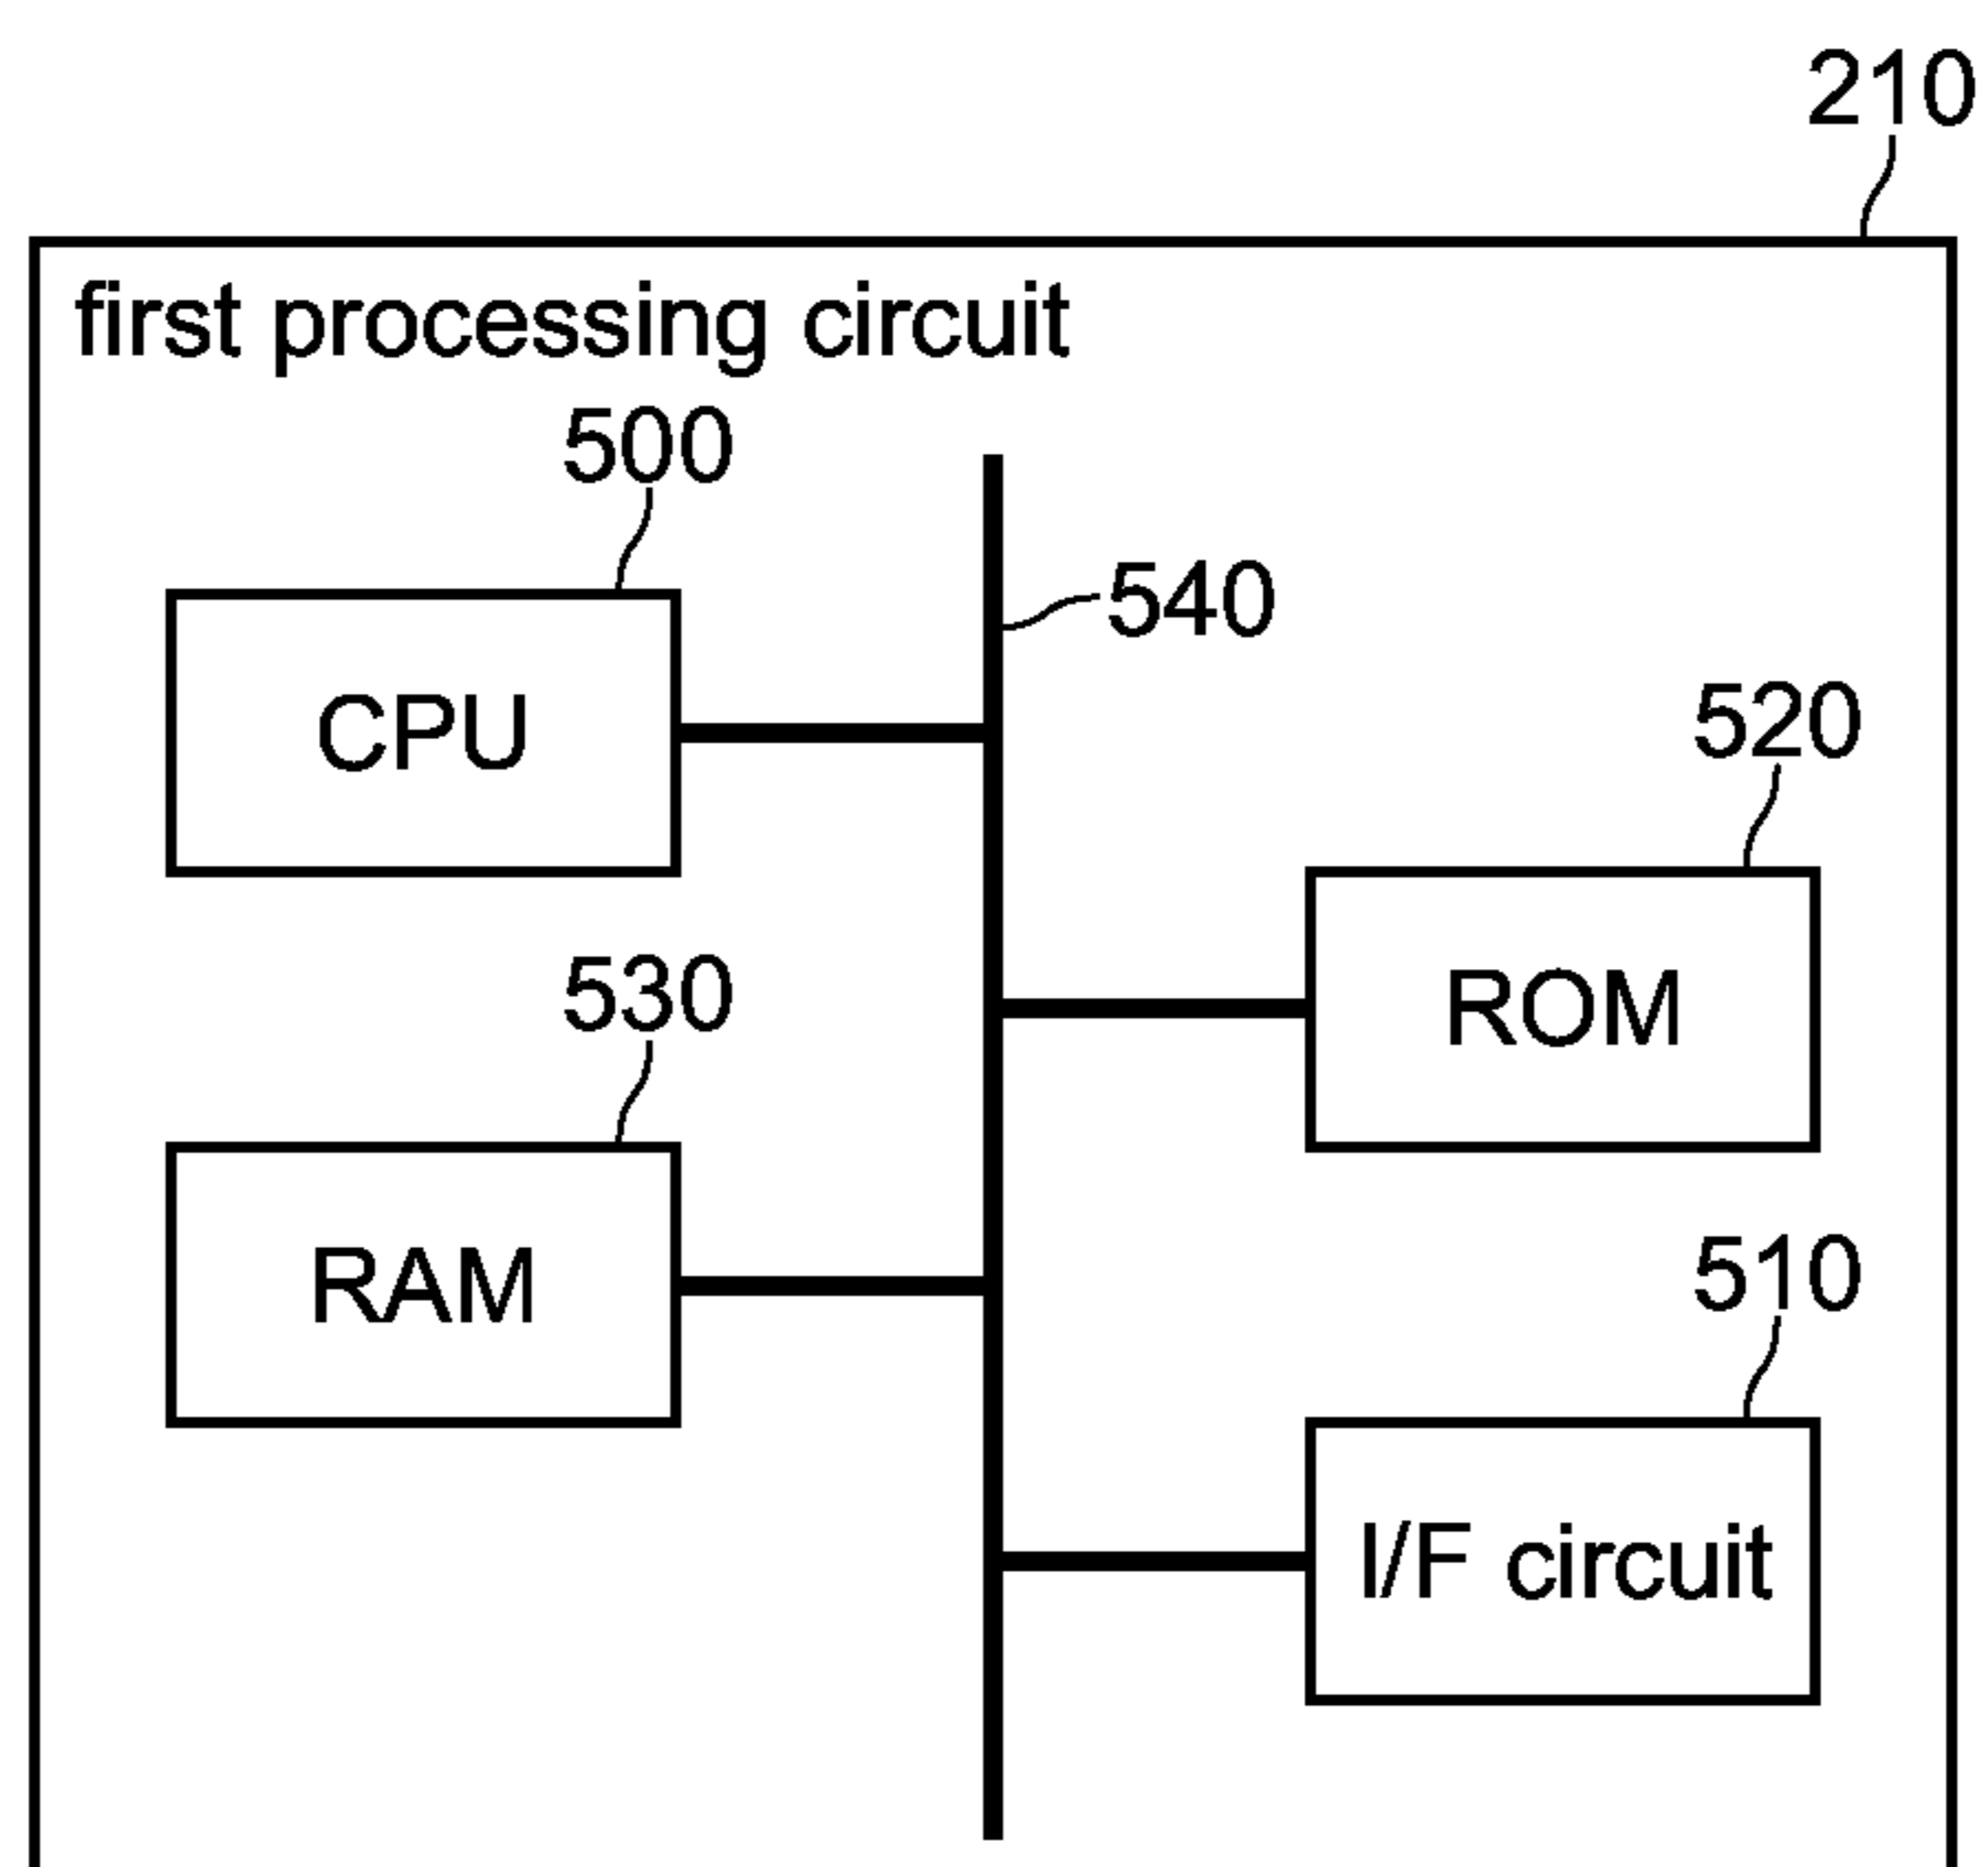 210
first processing circuit
500
540
CPU
520
530
ROM
RAM
510
I/F circuit